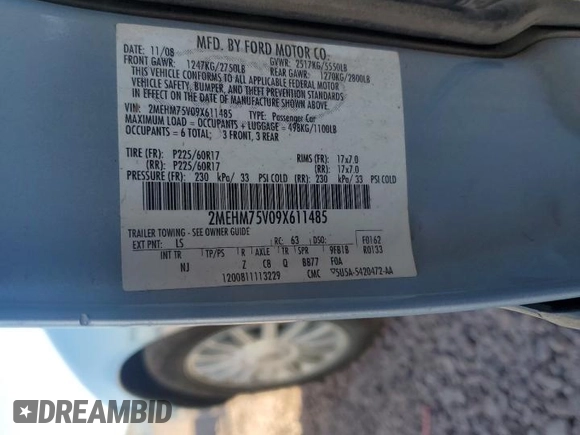 MFD. BY FORD MOTOR CO.
DATE: 11/08 GVWR: 2517KG/5550LB
FRONT GAWR: 1247KG/2750LB REAR GAWR: 1270KG/2800LB
THIS VEHICLE CONFORMS TO ALL APPLICABLE FEDERAL MOTOR
VEHICLE SAFETY, BUMPER, AND THEFT PREVENTION STANDARDS
IN EFFECT ON THE DATE OF MANUFACTURE SHOWN ABOVE.
VIN: 2MEHM75V09X611485 TYPE: Passenger Car
MAXIMUM LOAD = OCCUPANTS + LUGGAGE = 498KG/1100LB
OCCUPANTS = 6 TOTAL; 3 FRONT, 3 REAR
TIRE (FR): P225/60R17 RIMS (FR): 17x7.0
(RR): P225/60R17 (RR): 17x7.0
PRESSURE (FR): 230 kPa/ 33 PSI COLD (RR): 230 kPa/ 33 PSI COLD
2MEHM75V09X611485
TRAILER TOWING - SEE OWNER GUIDE
EXT PNT: LS RC: 63 DSO: F0162
INT TR TP/PS R AXLE TR SPR 9FB18 R0133
NJ Z C8 Q BB77 F0A
1200811113229 CMC 5U5A-5420472-AA
DREAMBID